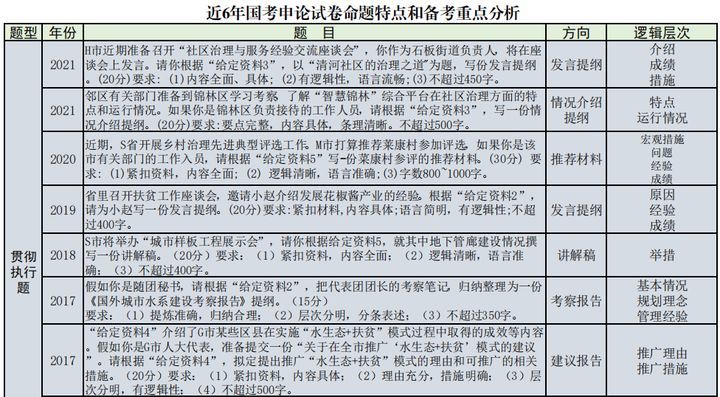 近6年国考申论试卷命题特点和备考重点分析
题型 年份 题 目 方向 逻辑层次
贯彻
执行
题
2021
H市近期准备召开“社区治理与服务经验交流座谈会”，你作为石板街道负责人，将在座
谈会上发言。请你根据“给定资料3”，以“清河社区的治理之道”为题，写份发言提纲
。(20分)要求：(1)内容全面、具体；(2)有逻辑性，语言流畅;(3)不超过450字。
发言提纲
介绍
成绩
措施
2021
邻区有关部门准备到锦林区学习考察，了解“智慧锦林”综合平台在社区治理方面的特
点和运行情况。如果你是锦林区负责接待的工作人员，请根据“给定资料3”，写一份情
况介绍提纲。(20分)要求:要点完整，内容具体，条理清晰。不超过500字。
情况介绍
提纲
特点
运行情况
2020
近期，S省开展乡村治理先进典型评选工作。M市打算推荐莱康村参加评选，如果你是该
市有关部门的工作入员，请根据“给定资料5”写一份莱康村参评的推荐材料。(30分) 要
求：(1)紧扣资料，内容全面；(2) 逻辑清晰，语言准确;(3)字数800~1000字。
推荐材料
宏观措施
问题
经验
成绩
2019
省里召开扶贫工作座谈会，邀请小赵介绍发展花椒酱产业的经验。根据“给定资料2”，
请为小赵写一份发言提纲。(20分)要求:紧扣材料,内容具体;语言简明，有逻辑性;不超
过400字。
发言提纲
原因
经验
成绩
2018
S市将举办“城市样板工程展示会”，请你根据给定资料5，就其中地下管廊建设情况撰
写一份讲解稿。（20分）要求：（1）紧扣资料，内容全面；（2）逻辑清晰，语言准
确；（3）不超过400字。
讲解稿
举措
2017
假如你是随团秘书，请根据“给定资料2”，把代表团团长的考察笔记，归纳整理为一份
《国外城市水系建设考察报告》提纲。（15分）
要求：（1）提炼准确，归纳合理；（2）层次分明，分条表述；（3）不超过350字。
考察报告
基本情况
规划理念
管理经验
2017
“给定资料4”介绍了G市某些区县在实施“水生态+扶贫”模式过程中取得的成效等内容
。假如你是G市人大代表，准备提交一份“关于在全市推广‘水生态+扶贫’模式的建议
”。请根据“给定资料4”，拟定提出推广“水生态+扶贫”模式的理由和可推广的相关
措施。（20分）要求：（1）紧扣资料，内容具体；（2）理由充分，措施明确；（3）层
次分明，有逻辑性；（4）不超过500字。
建议报告
推广理由
推广措施